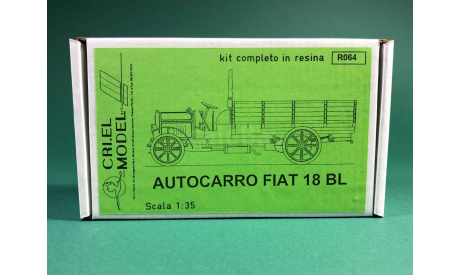 kit completo in resina
R064
CRI.EL
MODEL
AUTOCARRO FIAT 18 BL
Scala 1:35